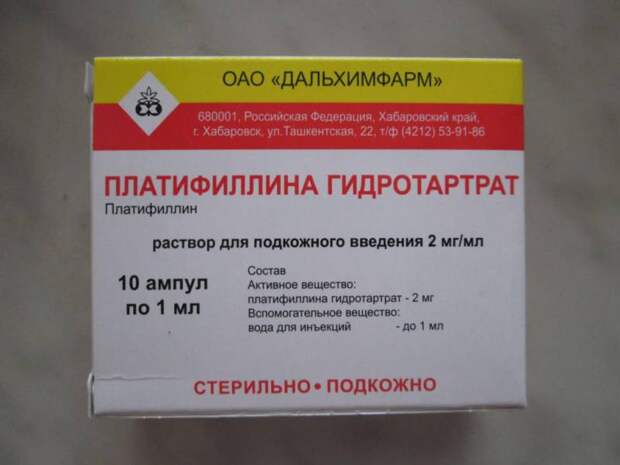 ОАО «ДАЛЬХИМФАРМ»
680001, Российская Федерация, Хабаровский край,
г. Хабаровск, ул.Ташкентская, 22, т/ф (4212) 53-91-86
ПЛАТИФИЛЛИНА ГИДРОТАРТРАТ
Платифиллин
раствор для подкожного введения 2 мг/мл
10 ампул
по 1 мл
Состав
Активное вещество:
платифиллина гидротартрат - 2 мг
Вспомогательное вещество:
вода для инъекций - до 1 мл
СТЕРИЛЬНО • ПОДКОЖНО